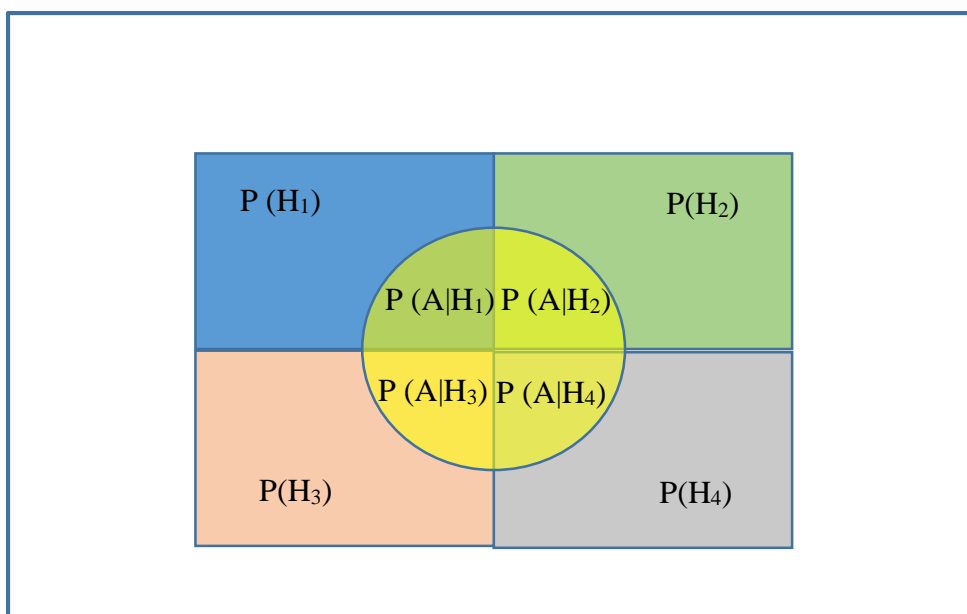 P (H₁)
P(H₂)
P (A|H₁) P (A|H₂)
P (A|H₃) P (A|H₄)
P(H₃)
P(H₄)